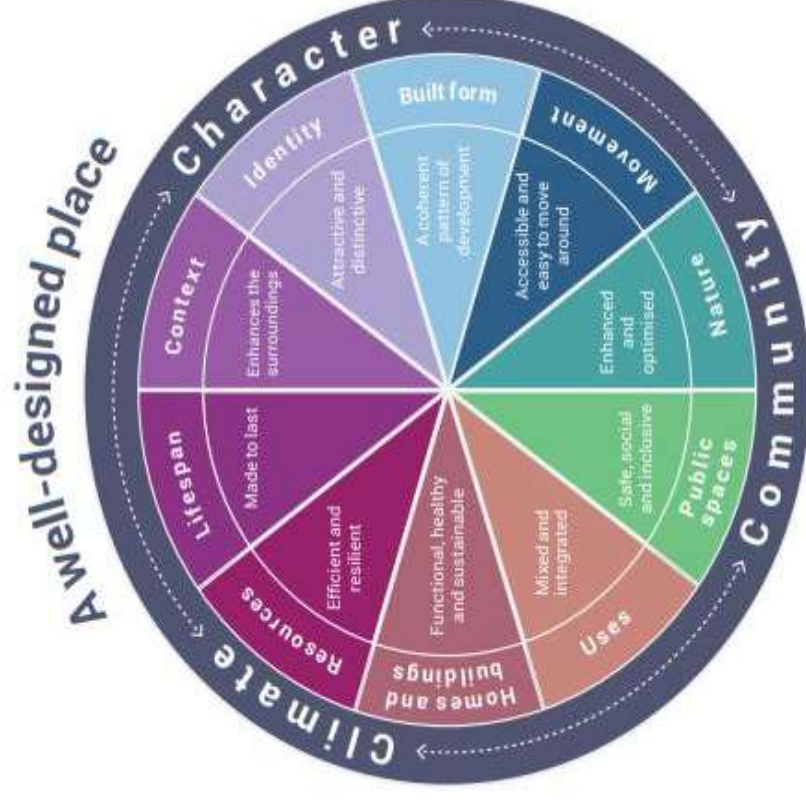 A well-designed place
Character
Community
Climate
Context
Enhances the
surroundings
Identity
Attractive and
distinctive
Built form
A coherent
pattern of
development
Movement
Accessible and
easy to move
around
Nature
Enhanced
and
optimised
Public
spaces
Safe, social
and inclusive
Uses
Mixed and
integrated
Homes and
buildings
Functional, healthy
and sustainable
Resources
Efficient and
resilient
Lifespan
Made to last